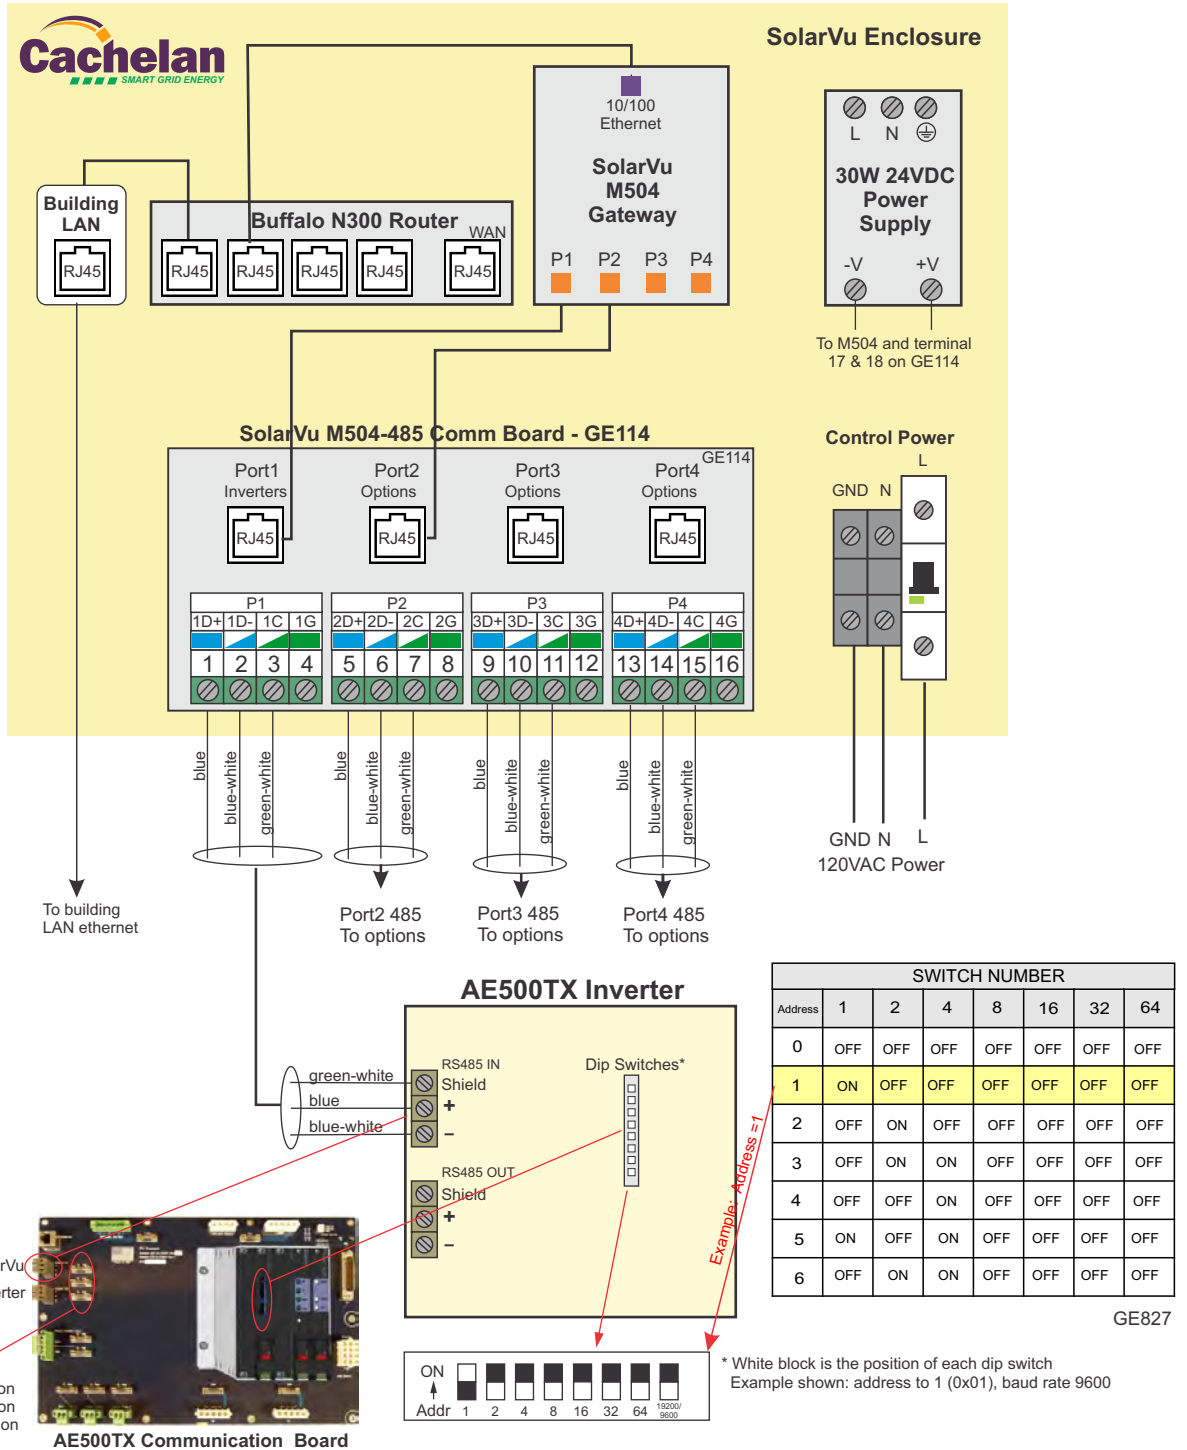 Cachelan
SMART GRID ENERGY
SolarVu Enclosure
10/100
Ethernet
SolarVu
M504
Gateway
P1 P2 P3 P4
L N
30W 24VDC
Power
Supply
-V +V
To M504 and terminal
17 & 18 on GE114
Building
LAN
RJ45
Buffalo N300 Router
WAN
RJ45 RJ45 RJ45 RJ45 RJ45
SolarVu M504-485 Comm Board - GE114
GE114
Port1 Port2 Port3 Port4
Inverters Options Options Options
RJ45 RJ45 RJ45 RJ45
P1 P2 P3 P4
1D+ 1D- 1C 1G 2D+ 2D- 2C 2G 3D+ 3D- 3C 3G 4D+ 4D- 4C 4G
1 2 3 4 5 6 7 8 9 10 11 12 13 14 15 16
Control Power
L
GND N
blue blue-white green-white blue blue-white green-white blue blue-white green-white blue blue-white green-white
GND N L
120VAC Power
To building
LAN ethernet
Port2 485
To options
Port3 485
To options
Port4 485
To options
AE500TX Inverter
RS485 IN
Shield
+
−
green-white
blue
blue-white
Dip Switches*
RS485 OUT
Shield
+
−
Example: Address =1
SWITCH NUMBER
Address 1 2 4 8 16 32 64
0 OFF OFF OFF OFF OFF OFF OFF
1 ON OFF OFF OFF OFF OFF OFF
2 OFF ON OFF OFF OFF OFF OFF
3 OFF ON ON OFF OFF OFF OFF
4 OFF OFF ON OFF OFF OFF OFF
5 ON OFF ON OFF OFF OFF OFF
6 OFF ON ON OFF OFF OFF OFF
GE827
rVu
rter
on
on
ion
AE500TX Communication Board
ON
Addr 1 2 4 8 16 32 64 19200/
9600
* White block is the position of each dip switch
Example shown: address to 1 (0x01), baud rate 9600